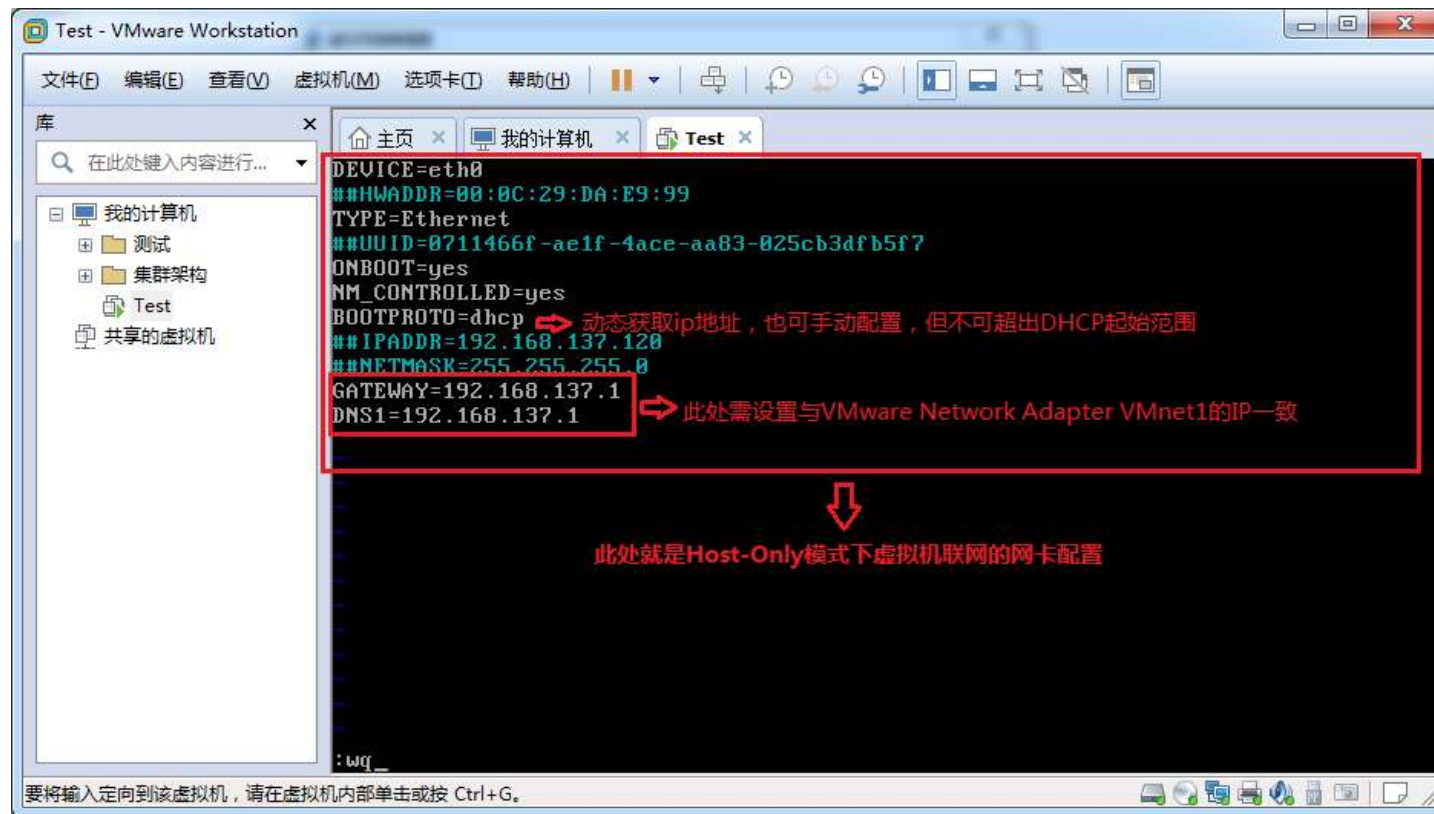 Test - VMware Workstation
文件(F) 编辑(E) 查看(V) 虚拟机(M) 选项卡(T) 帮助(H)
库
在此处键入内容进行...
我的计算机
测试
集群架构
Test
共享的虚拟机
主页
我的计算机
Test
DEVICE=eth0
##HWADDR=00:0C:29:DA:E9:99
TYPE=Ethernet
##UUID=0711466f-ae1f-4ace-aa83-025cb3dfb5f7
ONBOOT=yes
NM_CONTROLLED=yes
BOOTPROTO=dhcp 动态获取ip地址，也可手动配置，但不可超出DHCP起始范围
##IPADDR=192.168.137.120
##NETMASK=255.255.255.0
GATEWAY=192.168.137.1
DNS1=192.168.137.1 此处需设置与VMware Network Adapter VMnet1的IP一致
此处就是Host-Only模式下虚拟机联网的网卡配置
:wq_
要将输入定向到该虚拟机，请在虚拟机内部单击或按 Ctrl+G。